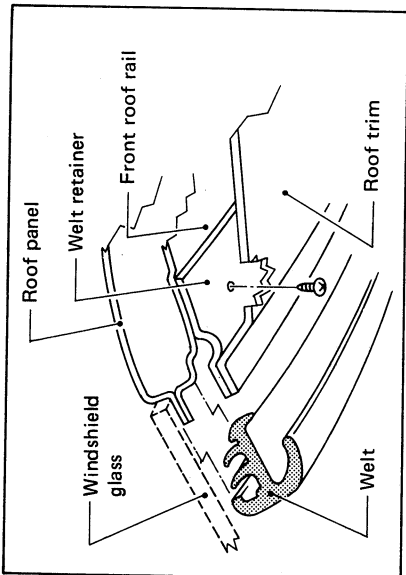 Roof panel
Welt retainer
Front roof rail
Windshield
glass
Roof trim
Welt